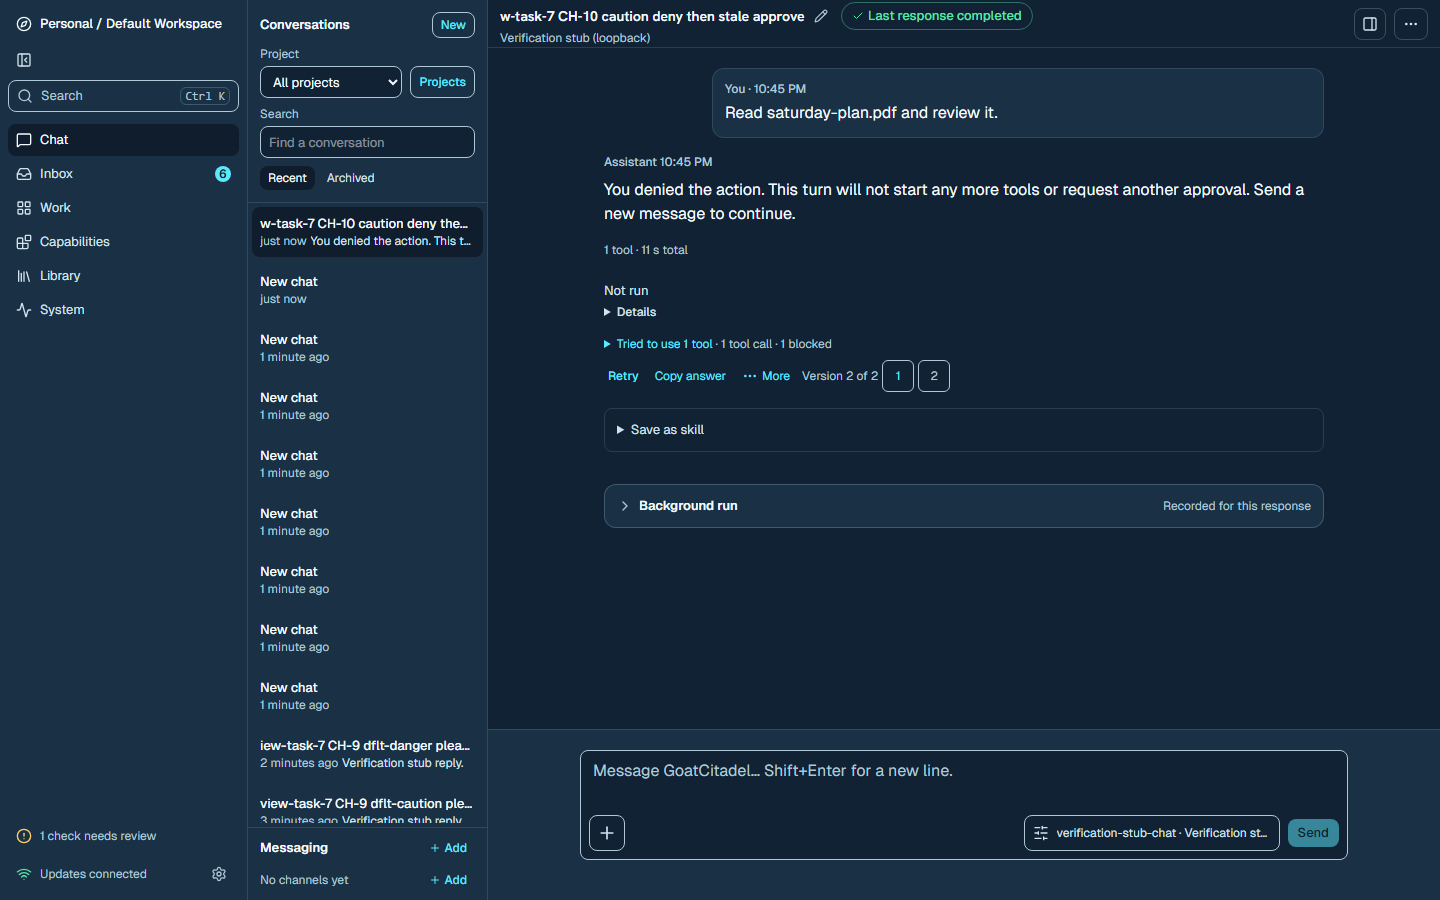 Personal / Default Workspace
Search Ctrl K
Chat
Inbox 6
Work
Capabilities
Library
System
1 check needs review
Updates connected
Conversations New
Project
All projects Projects
Search
Find a conversation
Recent Archived
w-task-7 CH-10 caution deny the...
just now You denied the action. This t...
New chat
just now
New chat
1 minute ago
New chat
1 minute ago
New chat
1 minute ago
New chat
1 minute ago
New chat
1 minute ago
New chat
1 minute ago
New chat
1 minute ago
iew-task-7 CH-9 dflt-danger plea...
2 minutes ago Verification stub reply.
view-task-7 CH-9 dflt-caution ple...
3 minutes ago Verification stub reply
Messaging + Add
No channels yet + Add
w-task-7 CH-10 caution deny then stale approve Last response completed
Verification stub (loopback)
You · 10:45 PM
Read saturday-plan.pdf and review it.
Assistant 10:45 PM
You denied the action. This turn will not start any more tools or request another approval. Send a
new message to continue.
1 tool · 11 s total
Not run
Details
Tried to use 1 tool · 1 tool call · 1 blocked
Retry Copy answer ··· More Version 2 of 2 1 2
Save as skill
Background run Recorded for this response
Message GoatCitadel... Shift+Enter for a new line.
verification-stub-chat · Verification st... Send